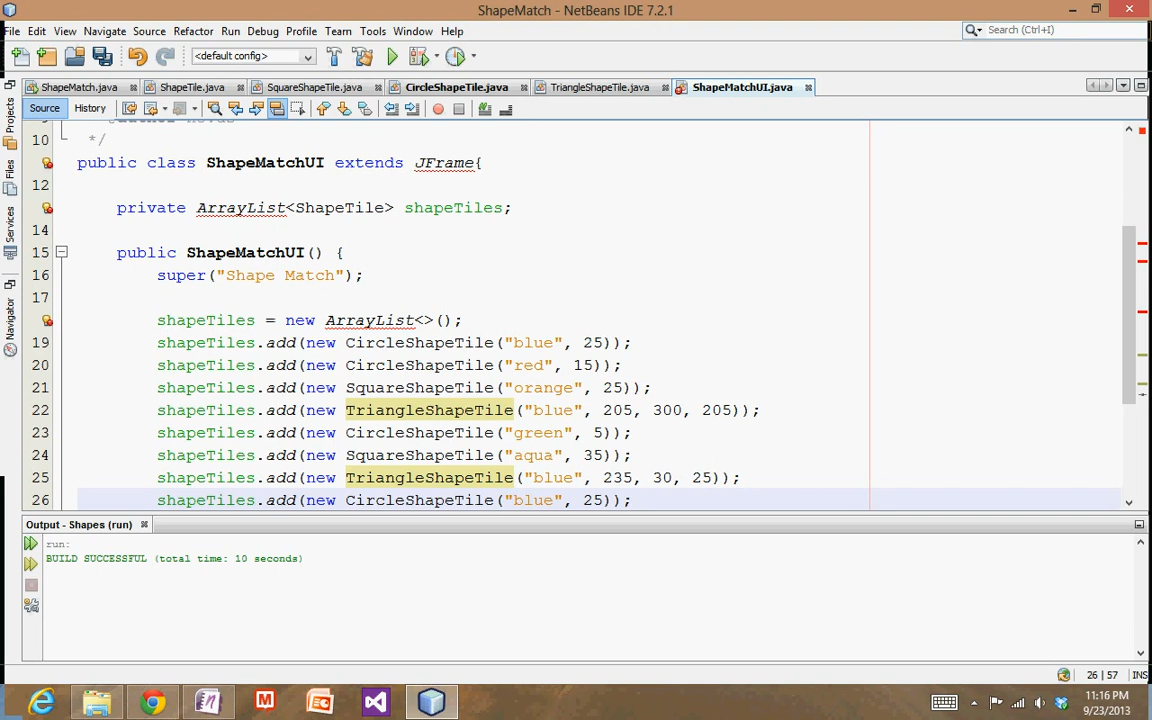 ShapeMatch - NetBeans IDE 7.2.1
File Edit View Navigate Source Refactor Run Debug Profile Team Tools Window Help
Search (Ctrl+I)
<default config>
ShapeMatch.java ShapeTile.java SquareShapeTile.java CircleShapeTile.java TriangleShapeTile.java ShapeMatchUI.java
Source History
Projects
Files
Services
Navigator
10 */
public class ShapeMatchUI extends JFrame{
12
private ArrayList<ShapeTile> shapeTiles;
14
15 public ShapeMatchUI() {
16 super("Shape Match");
17
shapeTiles = new ArrayList<>();
19 shapeTiles.add(new CircleShapeTile("blue", 25));
20 shapeTiles.add(new CircleShapeTile("red", 15));
21 shapeTiles.add(new SquareShapeTile("orange", 25));
22 shapeTiles.add(new TriangleShapeTile("blue", 205, 300, 205));
23 shapeTiles.add(new CircleShapeTile("green", 5));
24 shapeTiles.add(new SquareShapeTile("aqua", 35));
25 shapeTiles.add(new TriangleShapeTile("blue", 235, 30, 25));
26 shapeTiles.add(new CircleShapeTile("blue", 25));
Output - Shapes (run)
run:
BUILD SUCCESSFUL (total time: 10 seconds)
26 | 57 INS
11:16 PM
9/23/2013